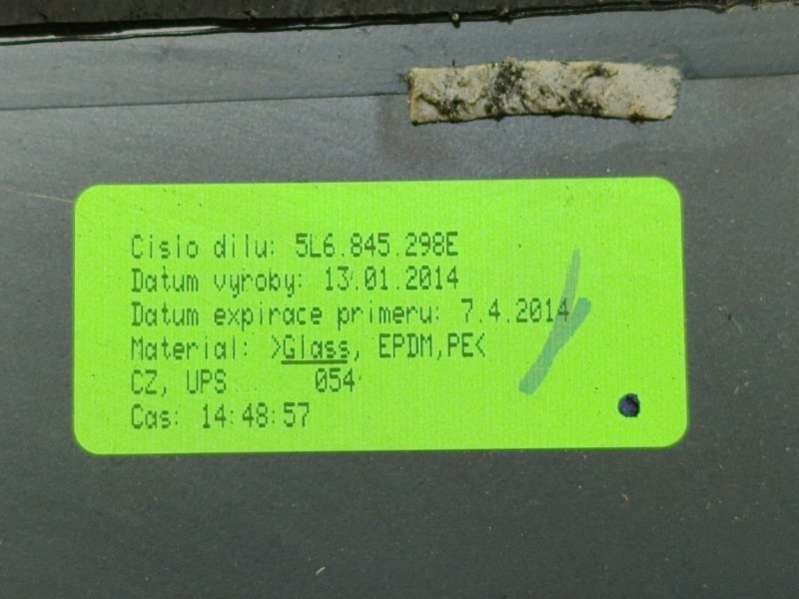 Cislo dilu: 5L6.845.298E
Datum vyroby: 13.01.2014
Datum expirace primeru: 7.4.2014
Material: >Glass, EPDM,PE<
CZ, UPS 054
Cas: 14:48:57